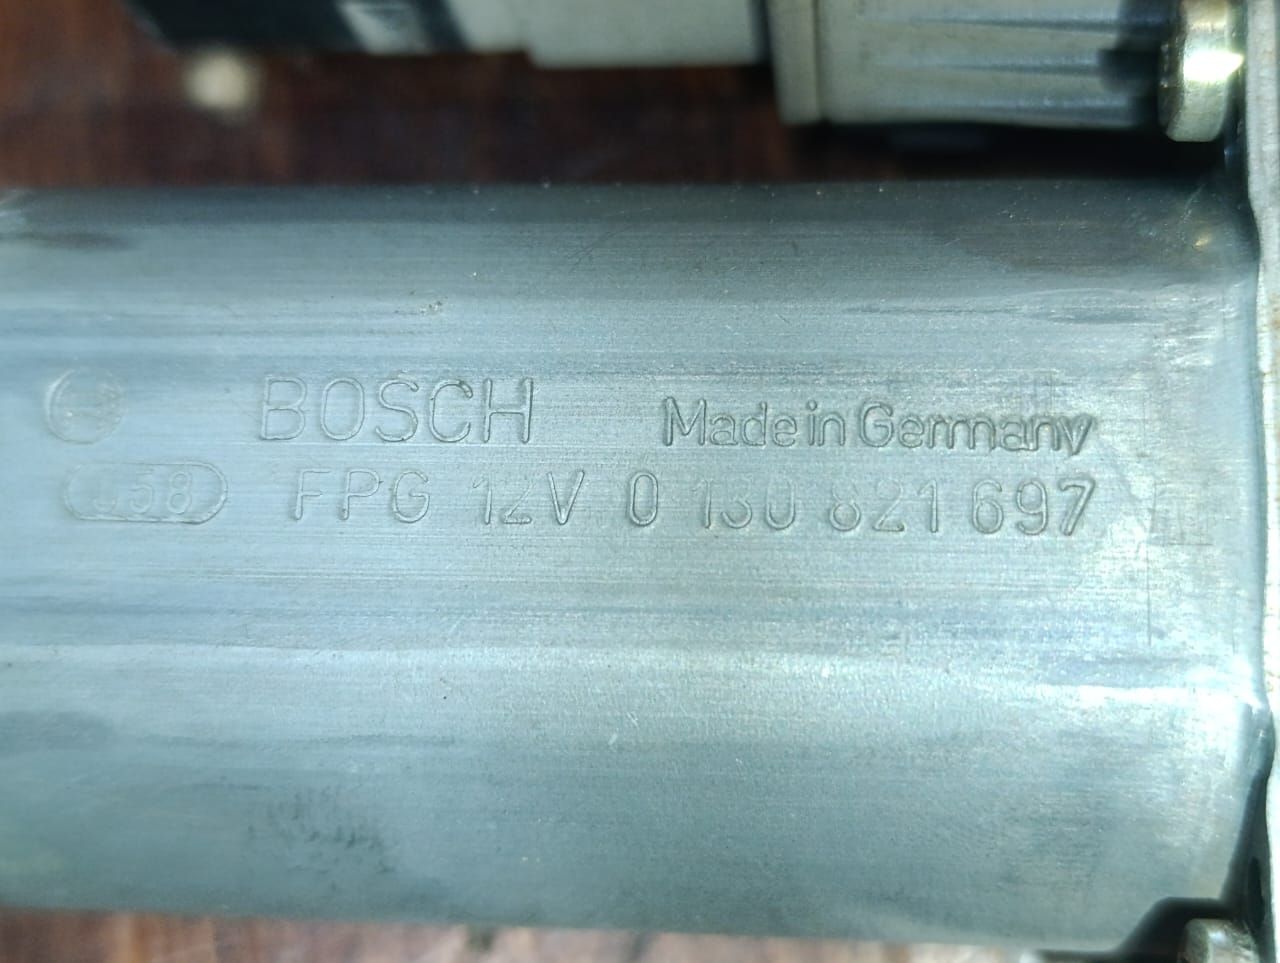 BOSCH Made in Germany
058 FPG 12V 0 130 821 697